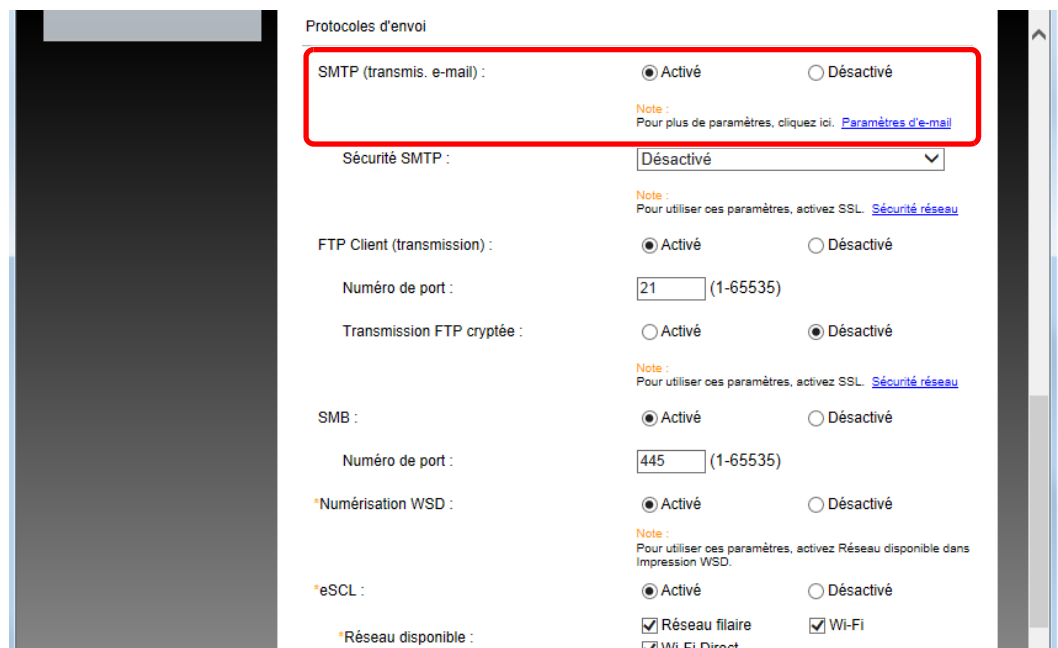 Protocoles d'envoi
SMTP (transmis. e-mail) : Activé Désactivé
Note :
Pour plus de paramètres, cliquez ici. Paramètres d'e-mail
Sécurité SMTP : Désactivé
Note :
Pour utiliser ces paramètres, activez SSL. Sécurité réseau
FTP Client (transmission) : Activé Désactivé
Numéro de port : 21 (1-65535)
Transmission FTP cryptée : Activé Désactivé
Note :
Pour utiliser ces paramètres, activez SSL. Sécurité réseau
SMB : Activé Désactivé
Numéro de port : 445 (1-65535)
*Numérisation WSD : Activé Désactivé
Note :
Pour utiliser ces paramètres, activez Réseau disponible dans
Impression WSD.
*eSCL : Activé Désactivé
*Réseau disponible : Réseau filaire Wi-Fi
Wi-Fi Direct